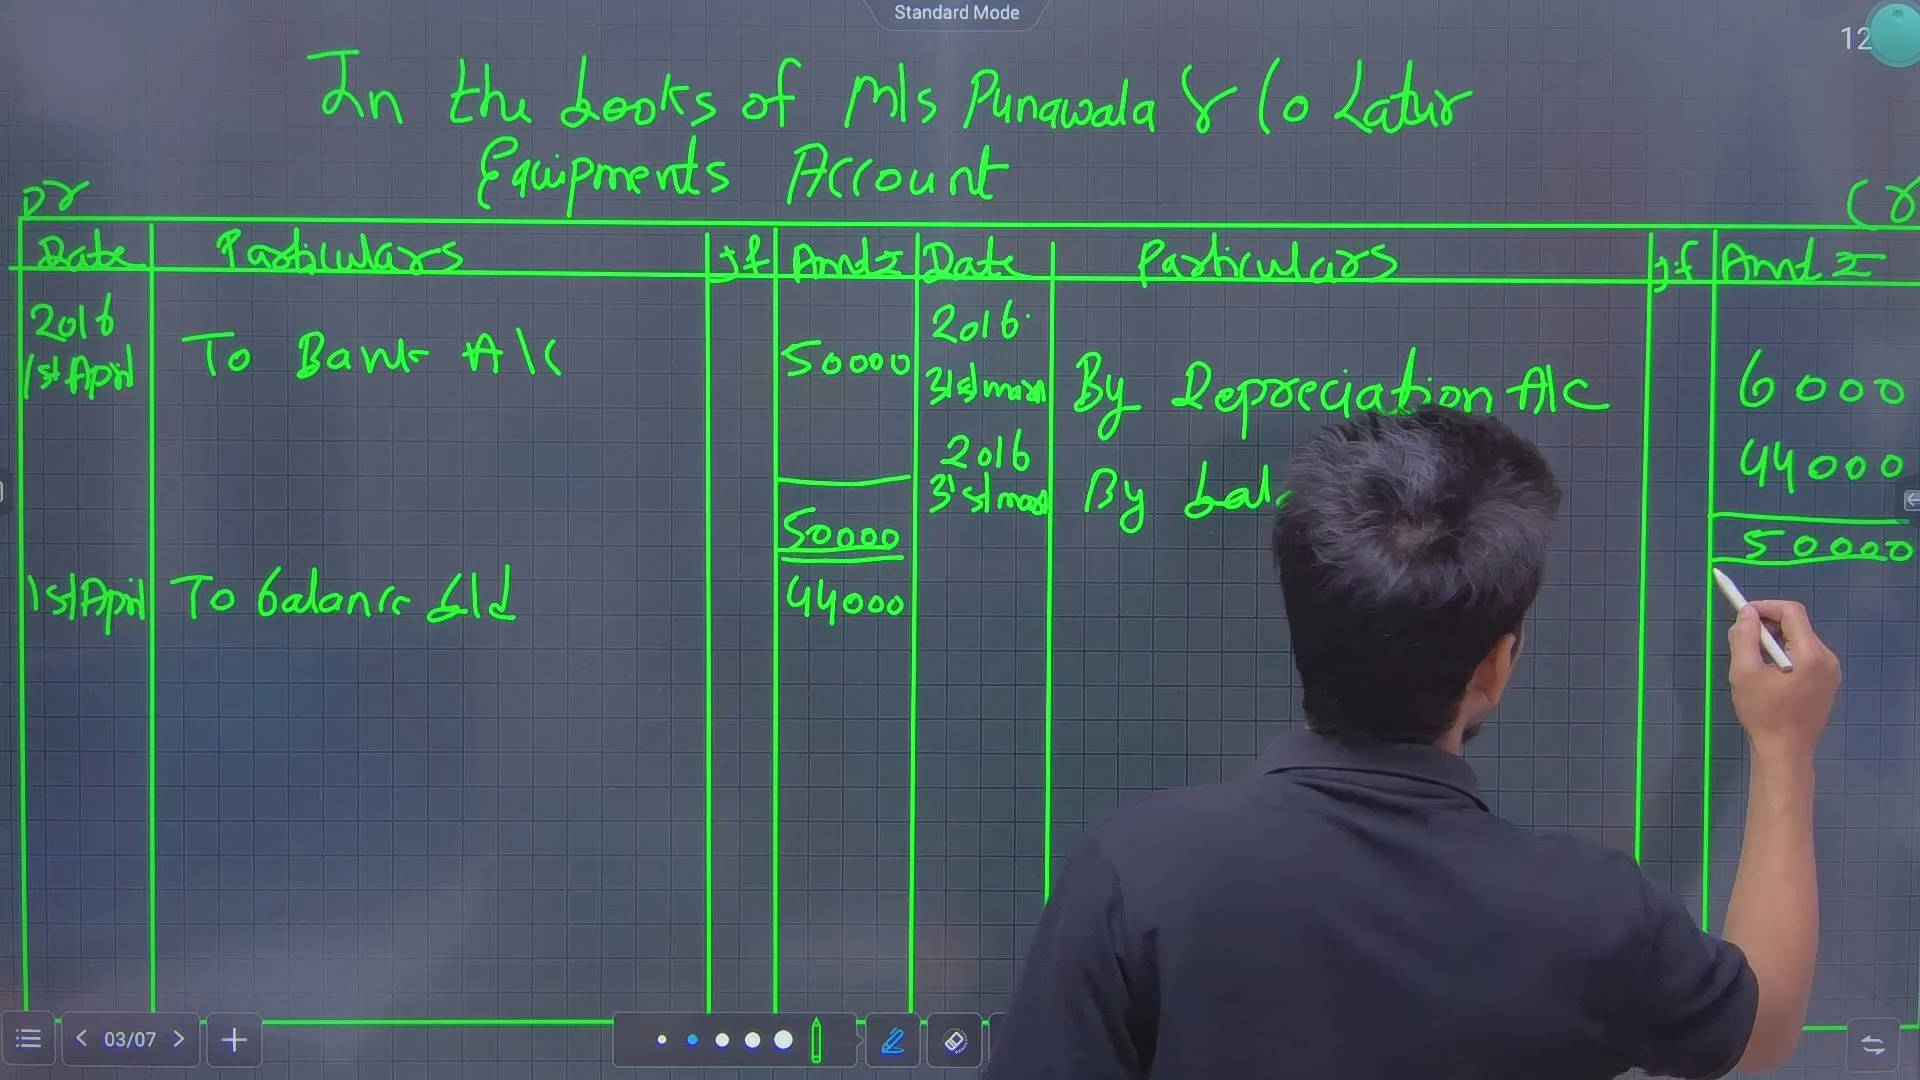 Standard Mode
12
In the books of M/s Punawala & Co Latur
Equipments Account
Dr
Cr
Date Particulars J.f Amt ₹ Date Particulars J.f Amt ₹
2016 1st April To Bank A/c 50000 2016 31st march By Depreciation A/c 6000
2016 31st march By bal 44000
50000 50000
1st April To balance b/d 44000
03/07